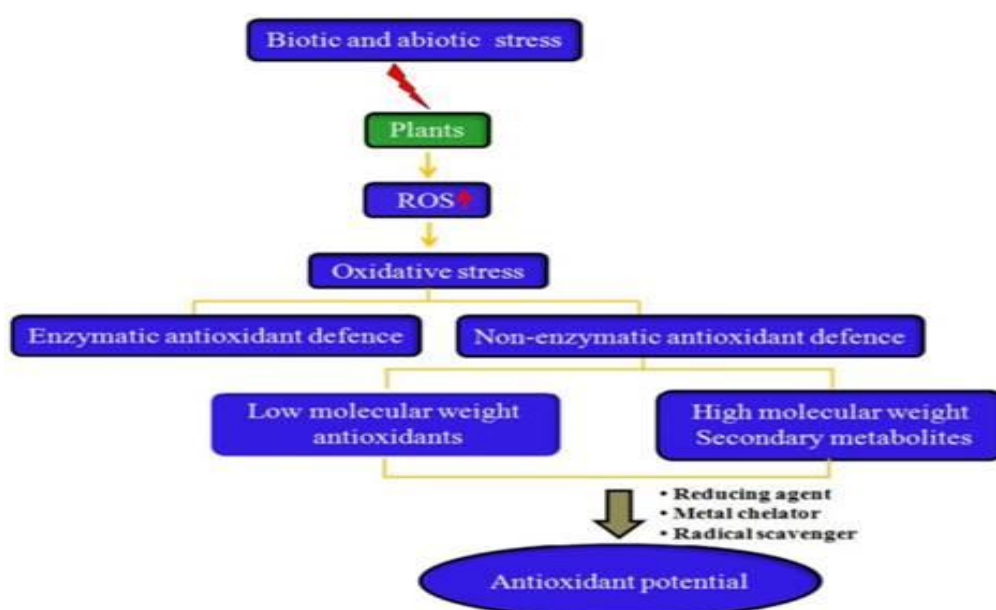 Biotic and abiotic stress
Plants
ROS
Oxidative stress
Enzymatic antioxidant defence
Non-enzymatic antioxidant defence
Low molecular weight
antioxidants
High molecular weight
Secondary metabolites
• Reducing agent
• Metal chelator
• Radical scavenger
Antioxidant potential